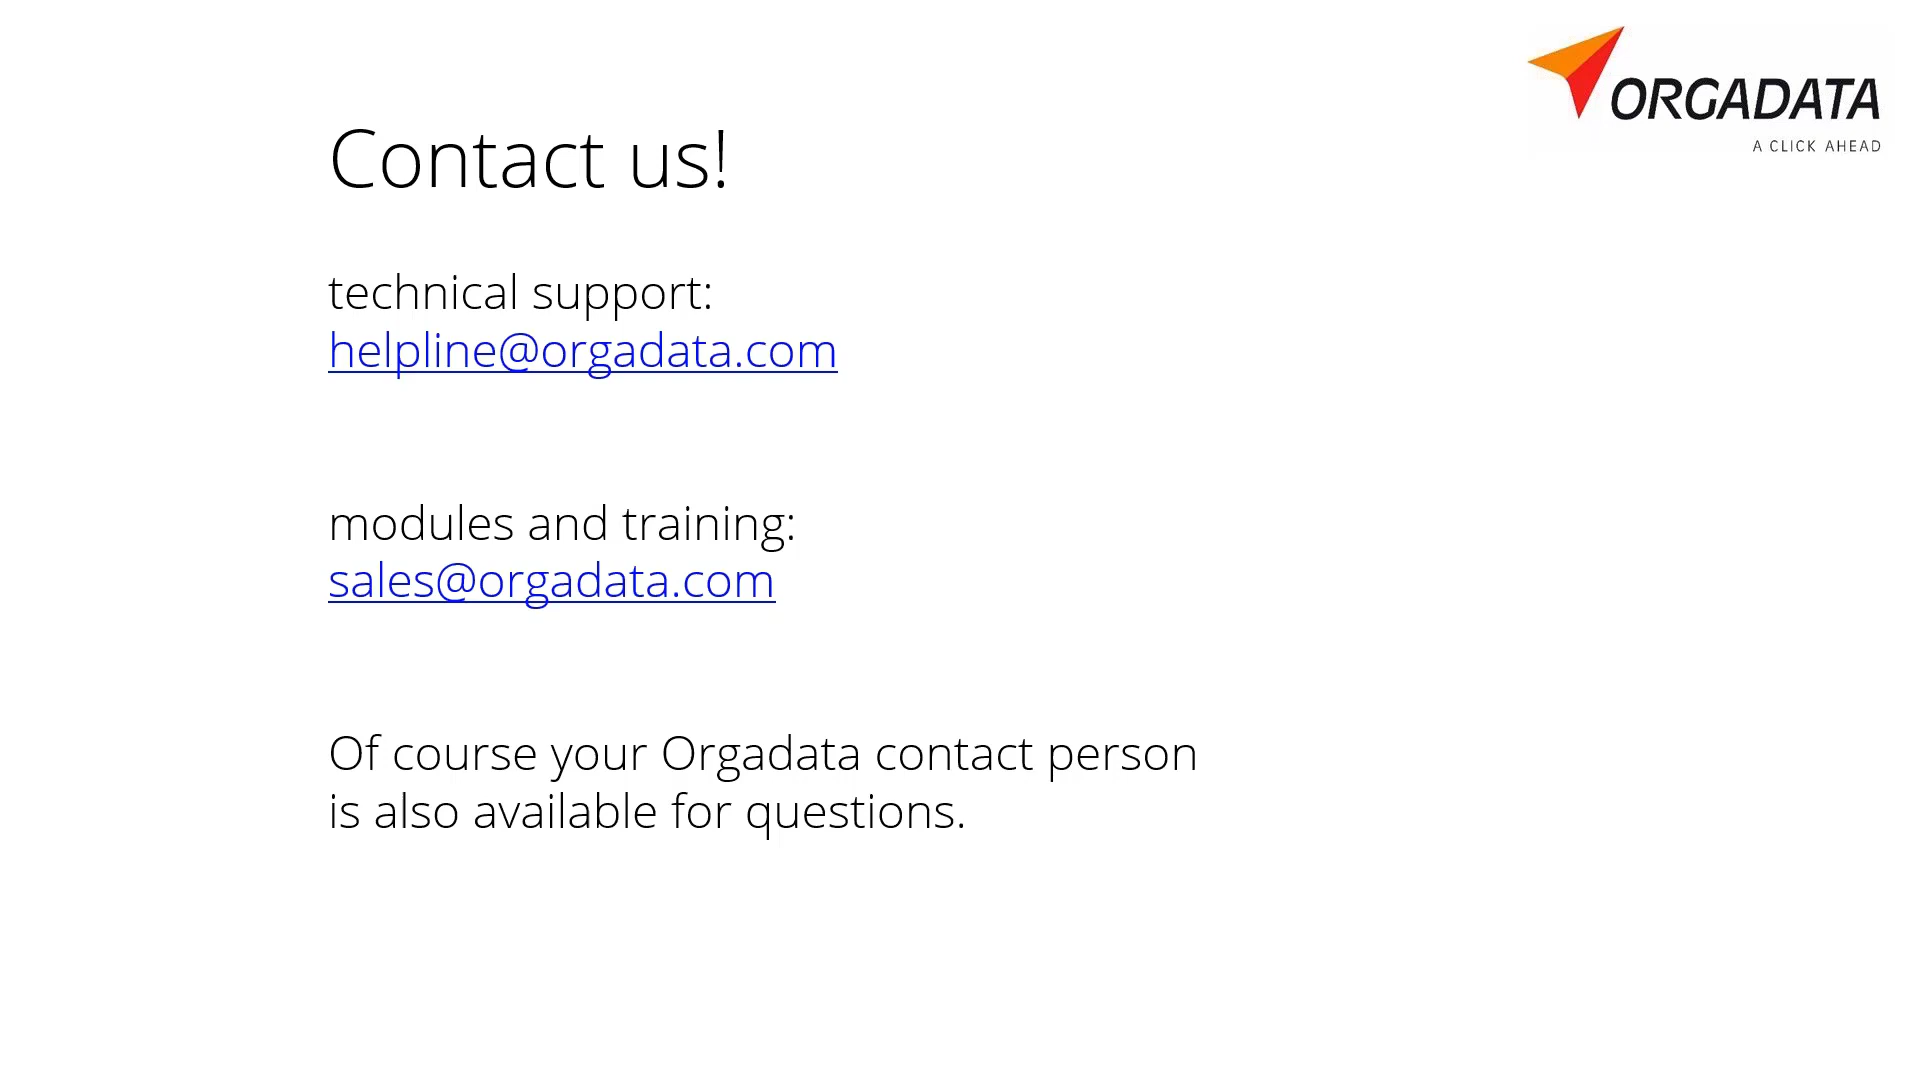 ORGADATA
A CLICK AHEAD
Contact us!
technical support:
helpline@orgadata.com
modules and training:
sales@orgadata.com
Of course your Orgadata contact person
is also available for questions.